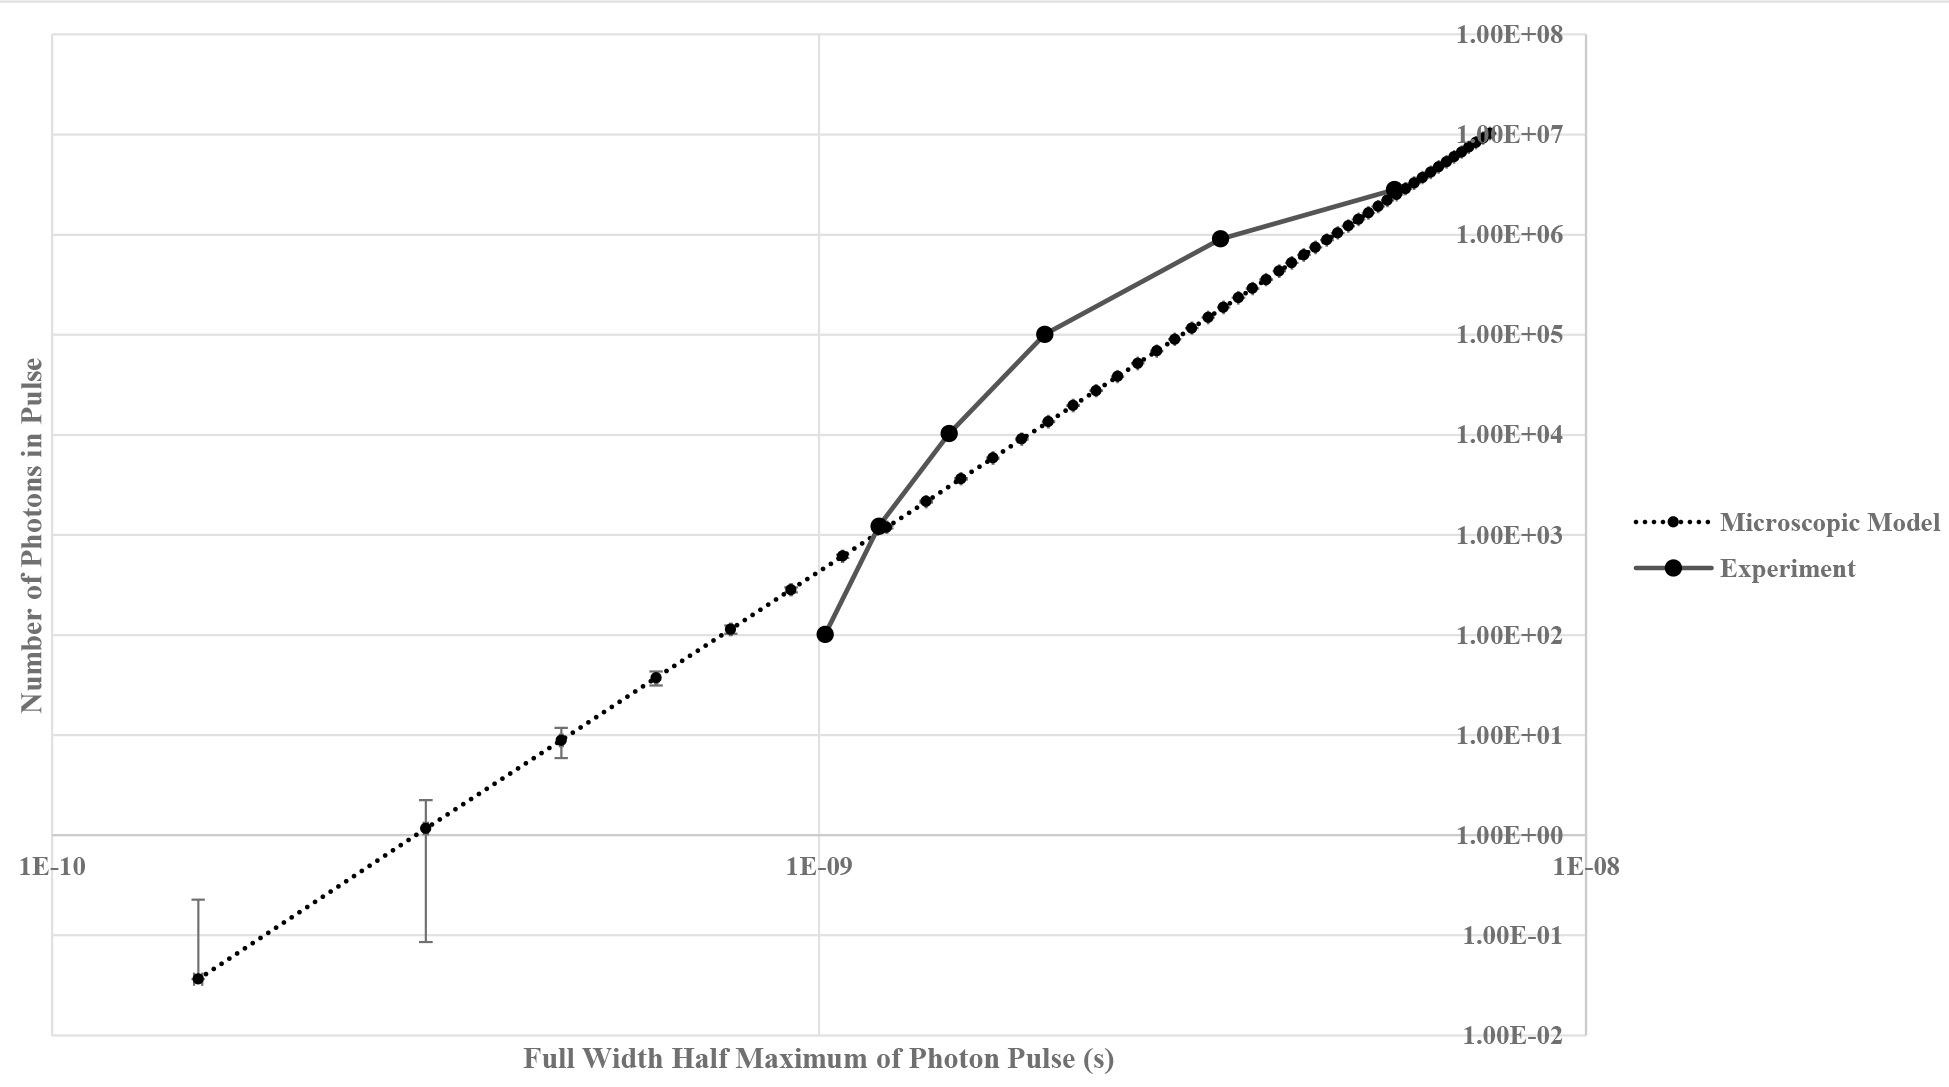 1.00E+08
1.00E+07
1.00E+06
1.00E+05
1.00E+04
1.00E+03
1.00E+02
1.00E+01
1.00E+00
1.00E-01
1.00E-02
1E-10
1E-09
1E-08
Number of Photons in Pulse
Full Width Half Maximum of Photon Pulse (s)
Microscopic Model
Experiment